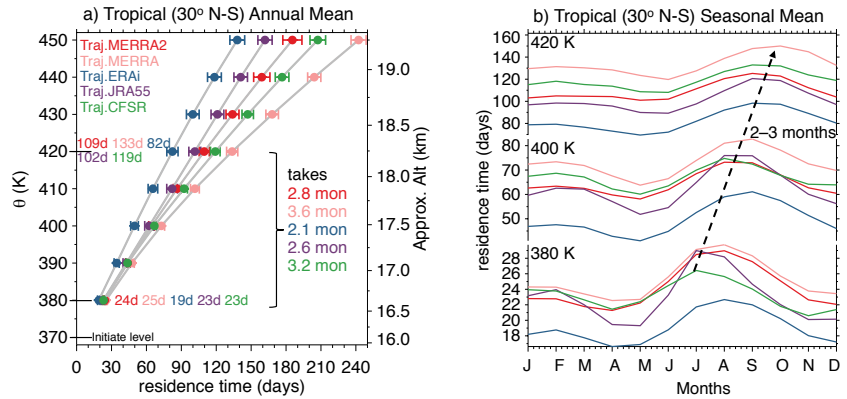 a) Tropical (30º N-S) Annual Mean
450
440
430
420
410
400
390
380
370
θ (K)
Traj.MERRA2
Traj.MERRA
Traj.ERAi
Traj.JRA55
Traj.CFSR
109d 133d 82d
102d 119d
takes
2.8 mon
3.6 mon
2.1 mon
2.6 mon
3.2 mon
24d 25d 19d 23d 23d
Initiate level
19.0
18.5
18.0
17.5
17.0
16.5
16.0
Approx. Alt (km)
0 30 60 90 120 150 180 210 240
residence time (days)
b) Tropical (30º N-S) Seasonal Mean
420 K
160
140
120
100
80
2–3 months
400 K
80
70
60
50
380 K
28
26
24
22
20
18
residence time (days)
J F M A M J J A S O N D
Months